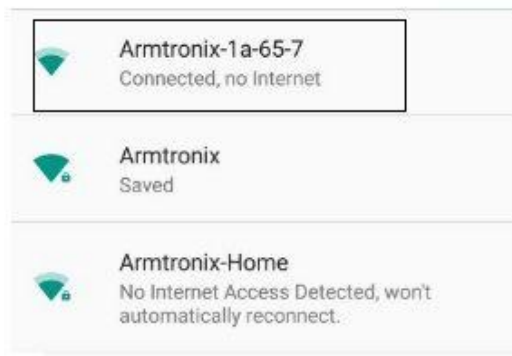 Armtronix-1a-65-7
Connected, no Internet
Armtronix
Saved
Armtronix-Home
No Internet Access Detected, won't
automatically reconnect.